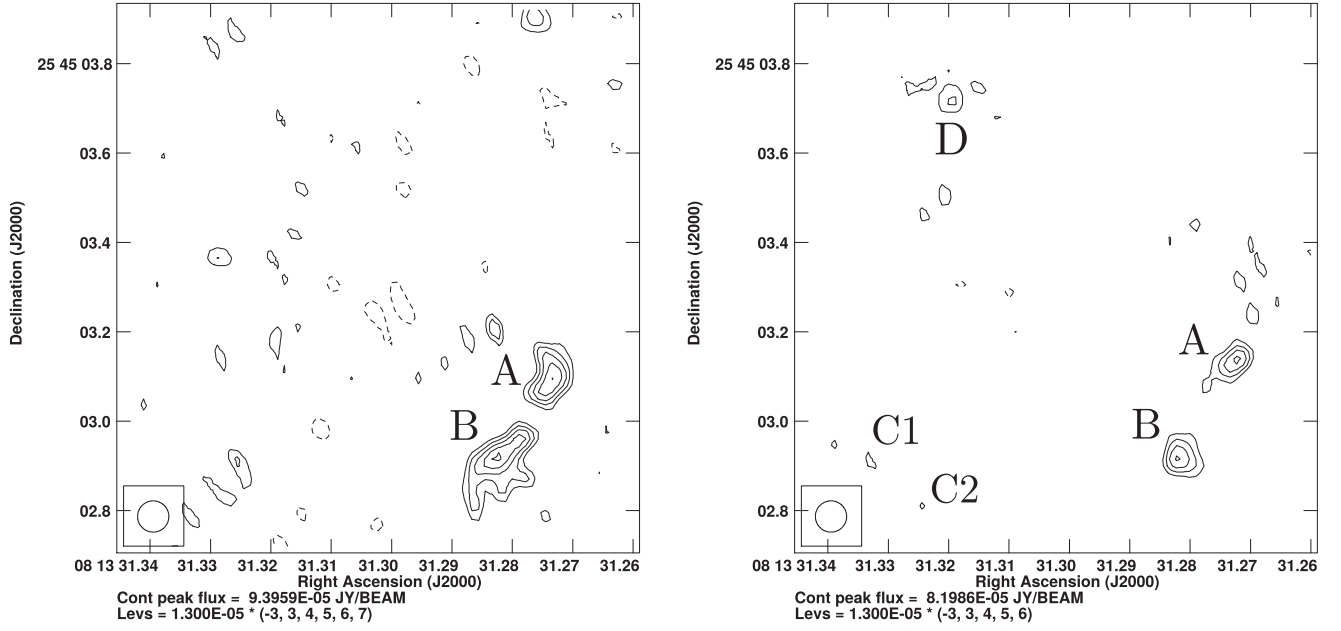 25 45 03.8
03.6
03.4
03.2
03.0
02.8
Declination (J2000)
A
B
08 13 31.34 31.33 31.32 31.31 31.30 31.29 31.28 31.27 31.26
Right Ascension (J2000)
Cont peak flux = 9.3959E-05 JY/BEAM
Levs = 1.300E-05 * (-3, 3, 4, 5, 6, 7)
25 45 03.8
03.6
03.4
03.2
03.0
02.8
Declination (J2000)
D
A
B
C1
C2
08 13 31.34 31.33 31.32 31.31 31.30 31.29 31.28 31.27 31.26
Right Ascension (J2000)
Cont peak flux = 8.1986E-05 JY/BEAM
Levs = 1.300E-05 * (-3, 3, 4, 5, 6)